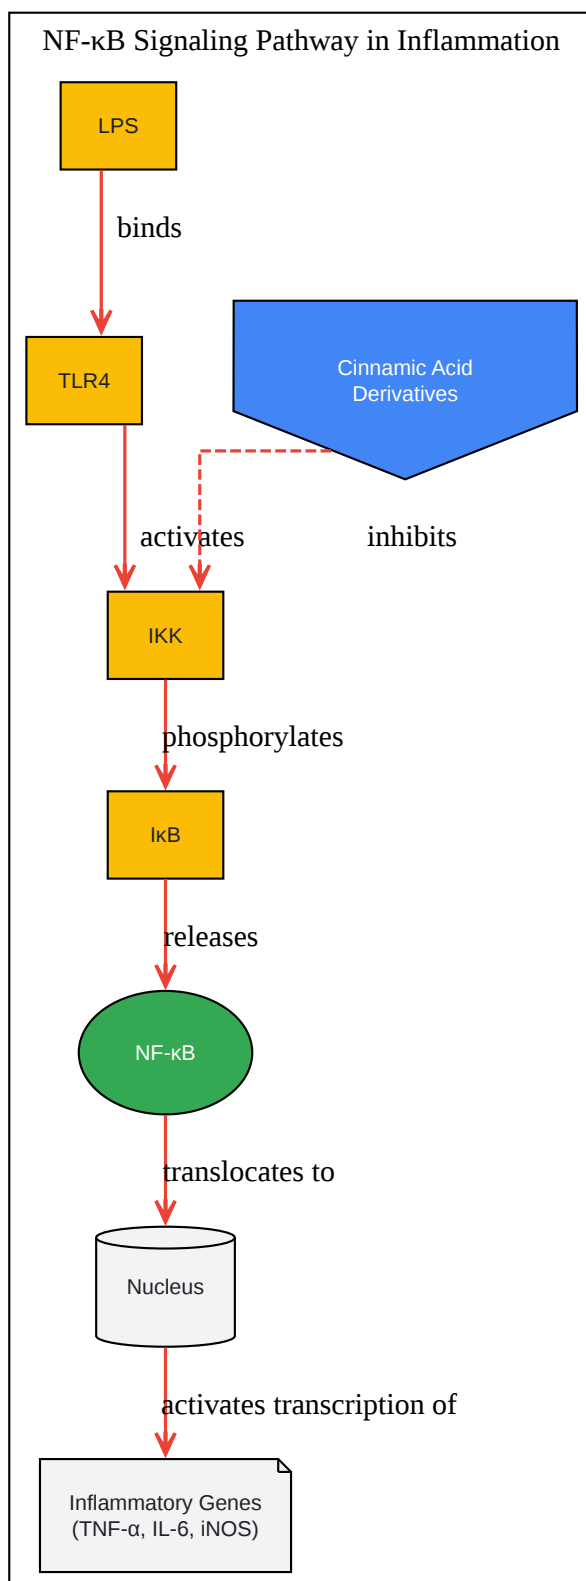 NF-κB Signaling Pathway in Inflammation
LPS
binds
TLR4
Cinnamic Acid
Derivatives
activates
inhibits
IKK
phosphorylates
IκB
releases
NF-κB
translocates to
Nucleus
activates transcription of
Inflammatory Genes
(TNF-α, IL-6, iNOS)